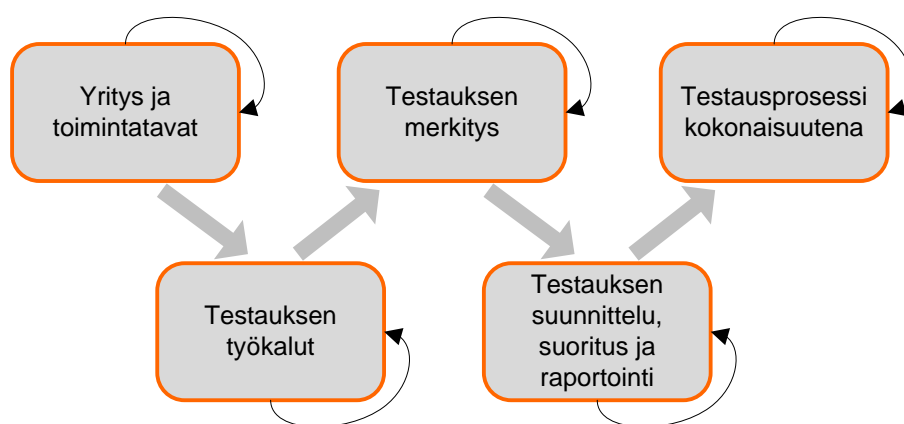 Yritys ja
toimintatavat
Testauksen
merkitys
Testausprosessi
kokonaisuutena
Testauksen
työkalut
Testauksen
suunnittelu,
suoritus ja
raportointi